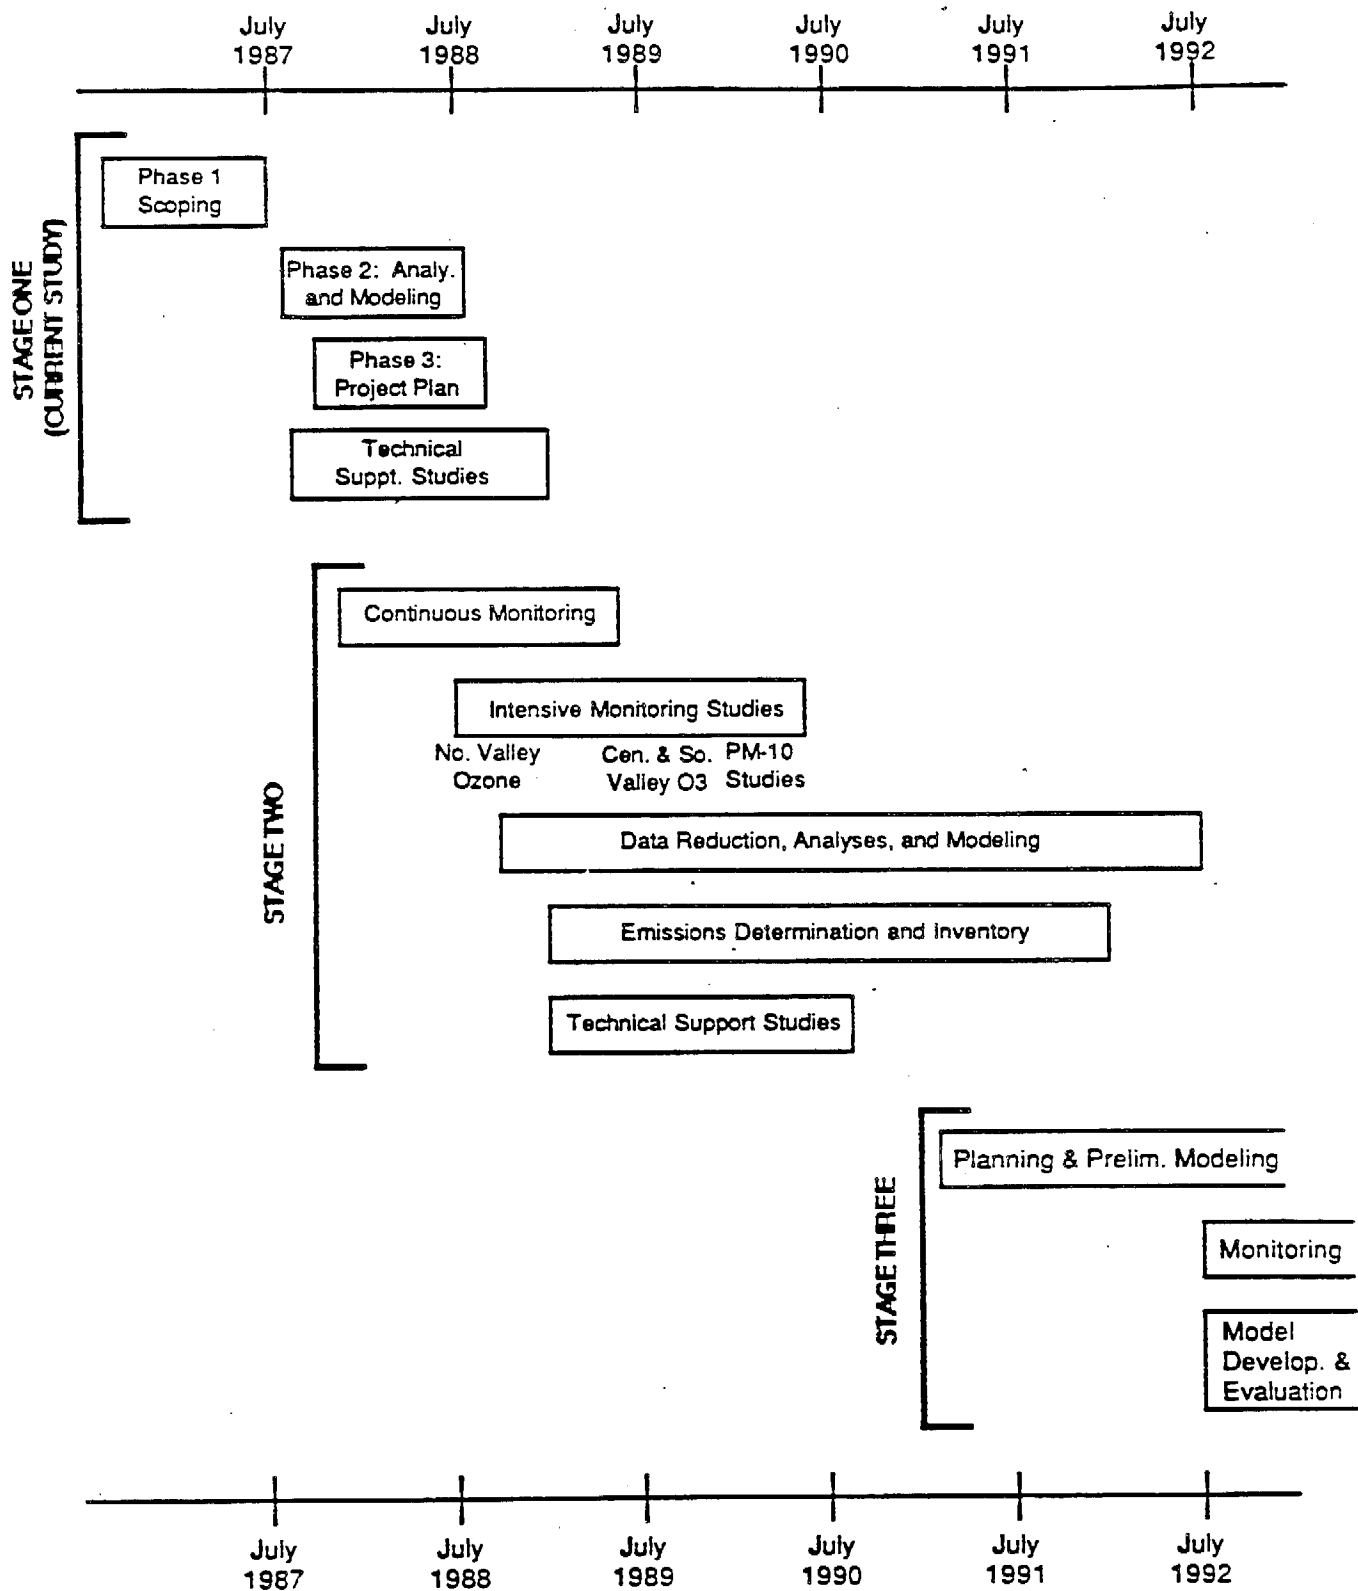 July July July July July July
1987 1988 1989 1990 1991 1992
STAGE ONE
(CURRENT STUDY)
Phase 1
Scoping
Phase 2: Analy.
and Modeling
Phase 3:
Project Plan
Technical
Suppt. Studies
STAGE TWO
Continuous Monitoring
Intensive Monitoring Studies
No. Valley
Ozone
Cen. & So.
Valley O3
PM-10
Studies
Data Reduction, Analyses, and Modeling
Emissions Determination and Inventory
Technical Support Studies
STAGE THREE
Planning & Prelim. Modeling
Monitoring
Model
Develop. &
Evaluation
July July July July July July
1987 1988 1989 1990 1991 1992